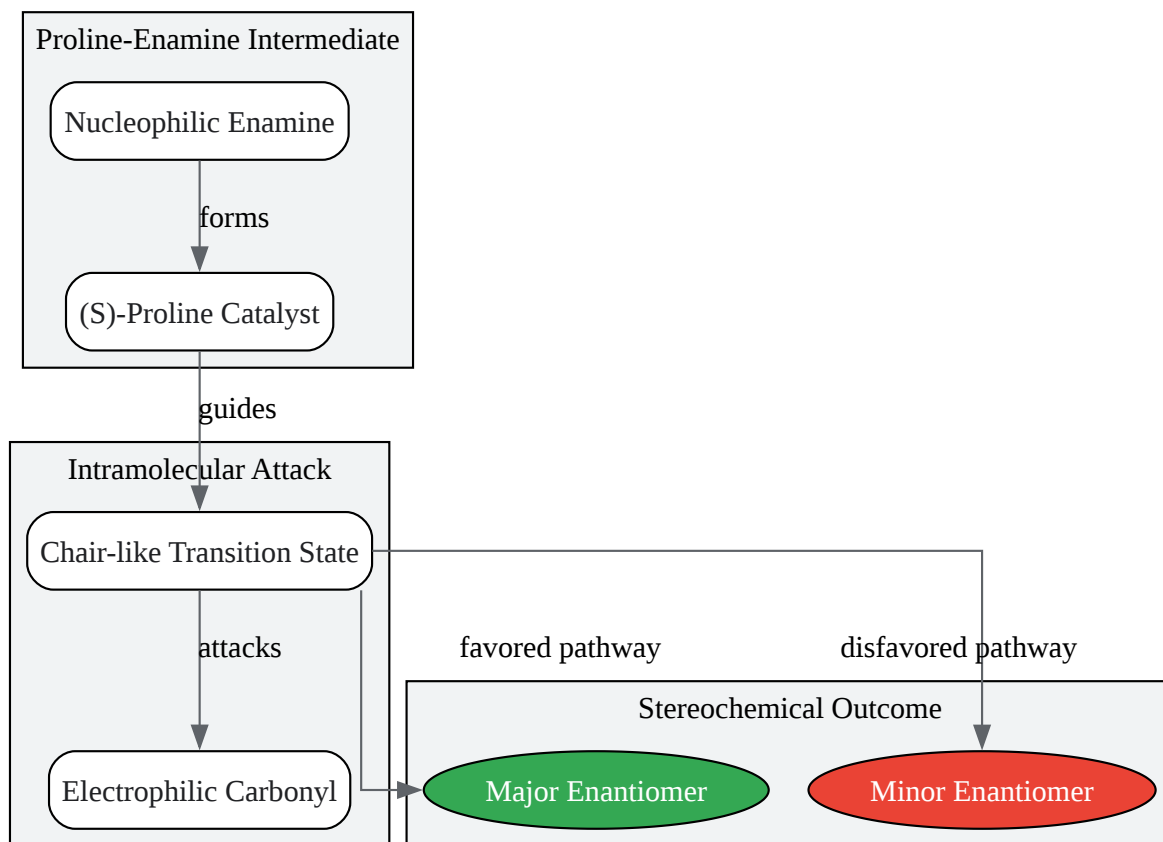 Proline-Enamine Intermediate
Nucleophilic Enamine
forms
(S)-Proline Catalyst
guides
Intramolecular Attack
Chair-like Transition State
attacks
favored pathway
disfavored pathway
Stereochemical Outcome
Electrophilic Carbonyl
Major Enantiomer
Minor Enantiomer